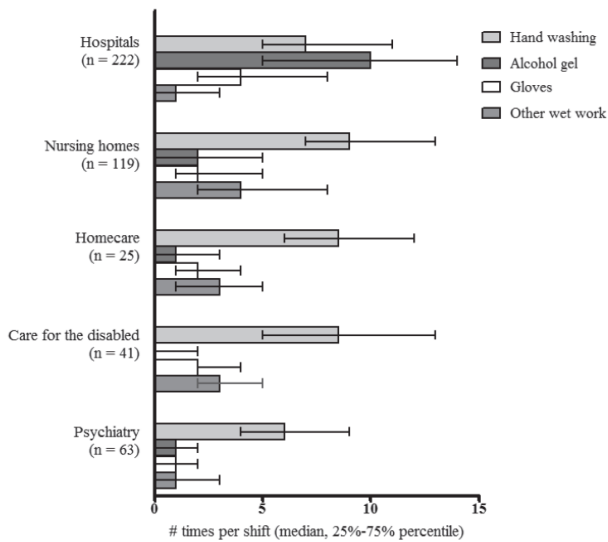 Hospitals
(n = 222)
Nursing homes
(n = 119)
Homecare
(n = 25)
Care for the disabled
(n = 41)
Psychiatry
(n = 63)
0
5
10
15
# times per shift (median, 25%-75% percentile)
Hand washing
Alcohol gel
Gloves
Other wet work